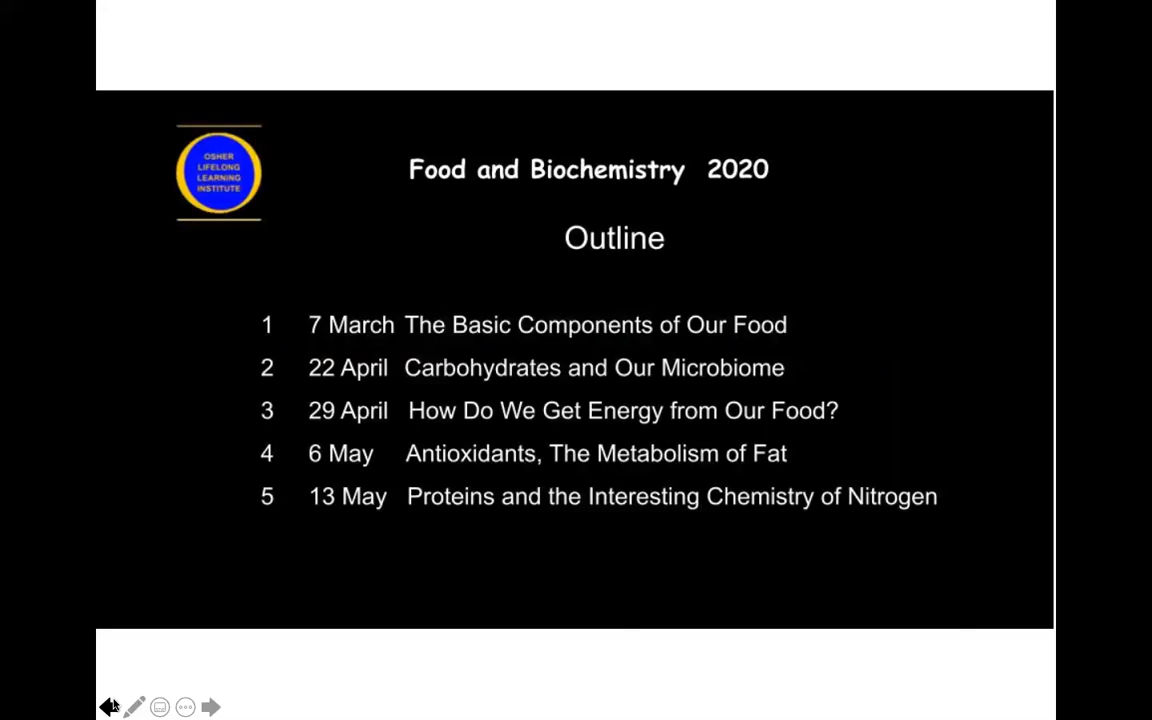 OSHER
LIFELONG
LEARNING
INSTITUTE
Food and Biochemistry 2020
Outline
1 7 March The Basic Components of Our Food
2 22 April Carbohydrates and Our Microbiome
3 29 April How Do We Get Energy from Our Food?
4 6 May Antioxidants, The Metabolism of Fat
5 13 May Proteins and the Interesting Chemistry of Nitrogen